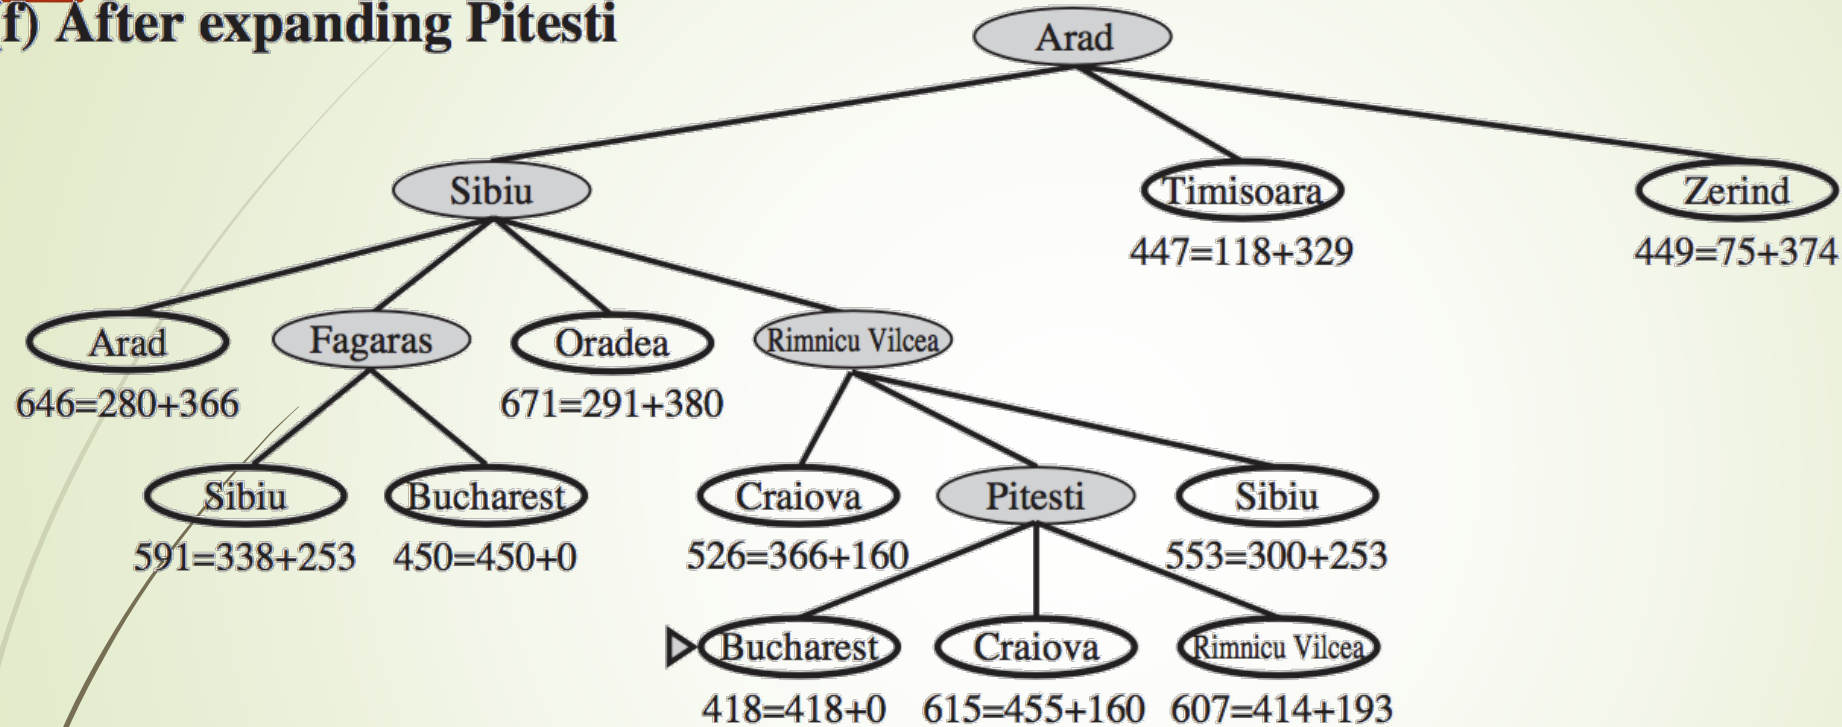 f) After expanding Pitesti
Arad
Sibiu
Timisoara
Zerind
447=118+329
449=75+374
Arad
Fagaras
Oradea
Rimnicu Vilcea
646=280+366
671=291+380
Sibiu
Bucharest
Craiova
Pitesti
Sibiu
591=338+253
450=450+0
526=366+160
553=300+253
Bucharest
Craiova
Rimnicu Vilcea
418=418+0
615=455+160
607=414+193